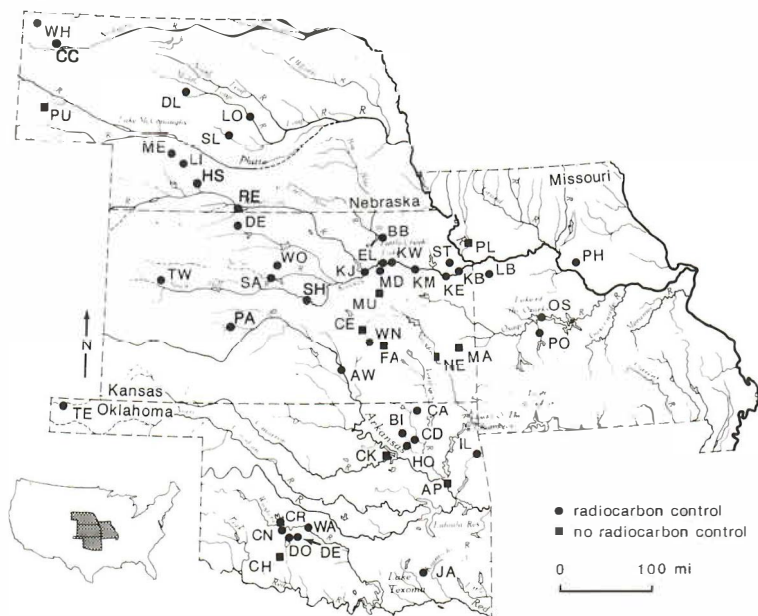 WH
CC
DL
LO
PU
SL
Lake McConaughy
R
Platte
ME
LI
HS
RE
Nebraska
Missouri
DE
BB
PL
EL
KW
ST
PH
WO
KJ
MD
KM
KE
KB
LB
TW
SA
SH
MU
OS
PA
CE
WN
FA
NE
MA
PO
N
AW
Kansas
Oklahoma
TE
Arkansas
CA
BI
CD
IL
CK
HO
AP
CR
WA
CN
DO
DE
CH
JA
Lake
Texoma
Red
● radiocarbon control
■ no radiocarbon control
0 100 mi